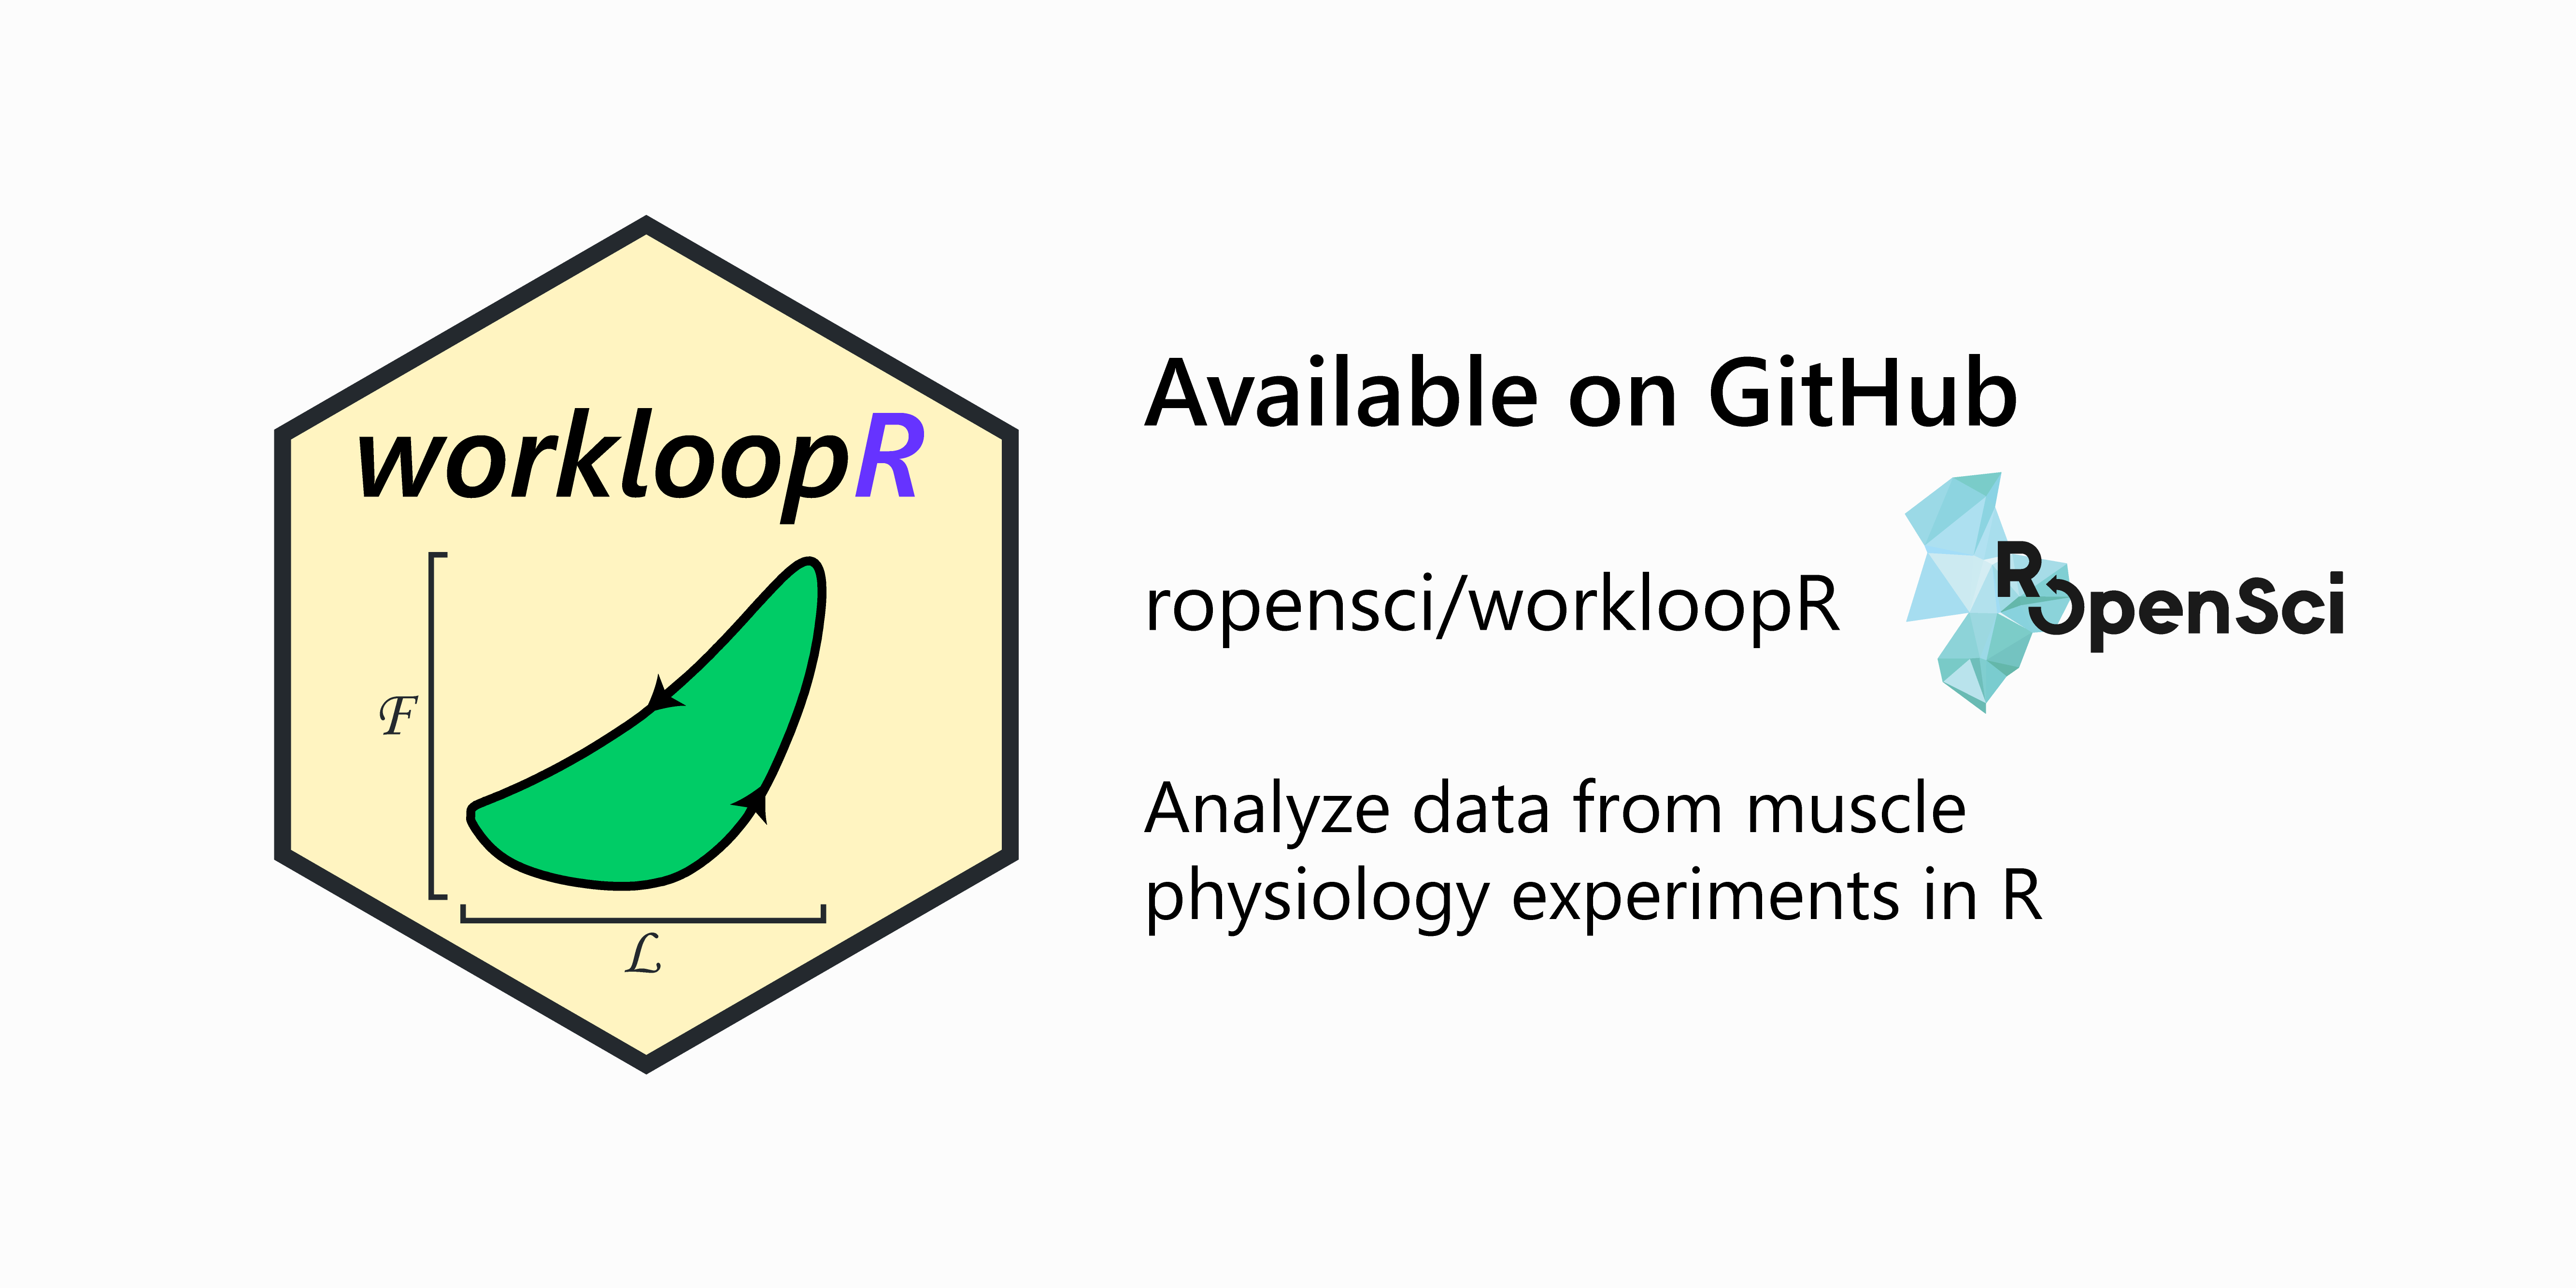 workloopR
ℱ
ℒ
Available on GitHub
ropensci/workloopR
ROpenSci
Analyze data from muscle
physiology experiments in R